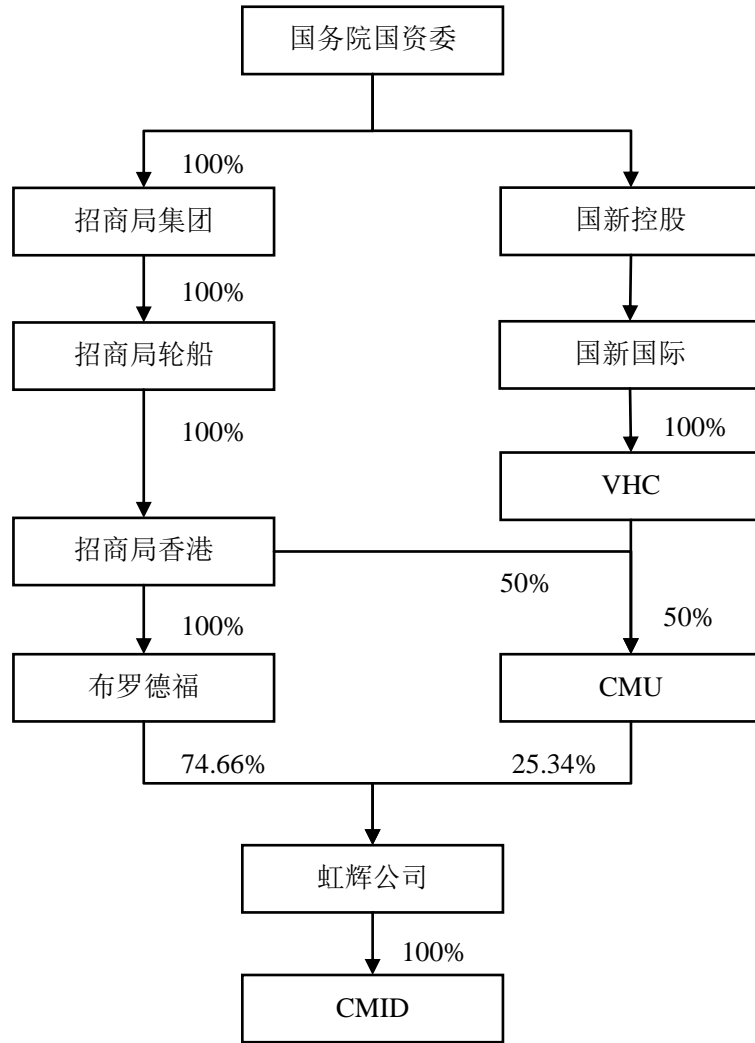 国务院国资委
100%
招商局集团
国新控股
100%
招商局轮船
国新国际
100%
100%
VHC
招商局香港
50%
100%
50%
布罗德福
CMU
74.66%
25.34%
虹辉公司
100%
CMID